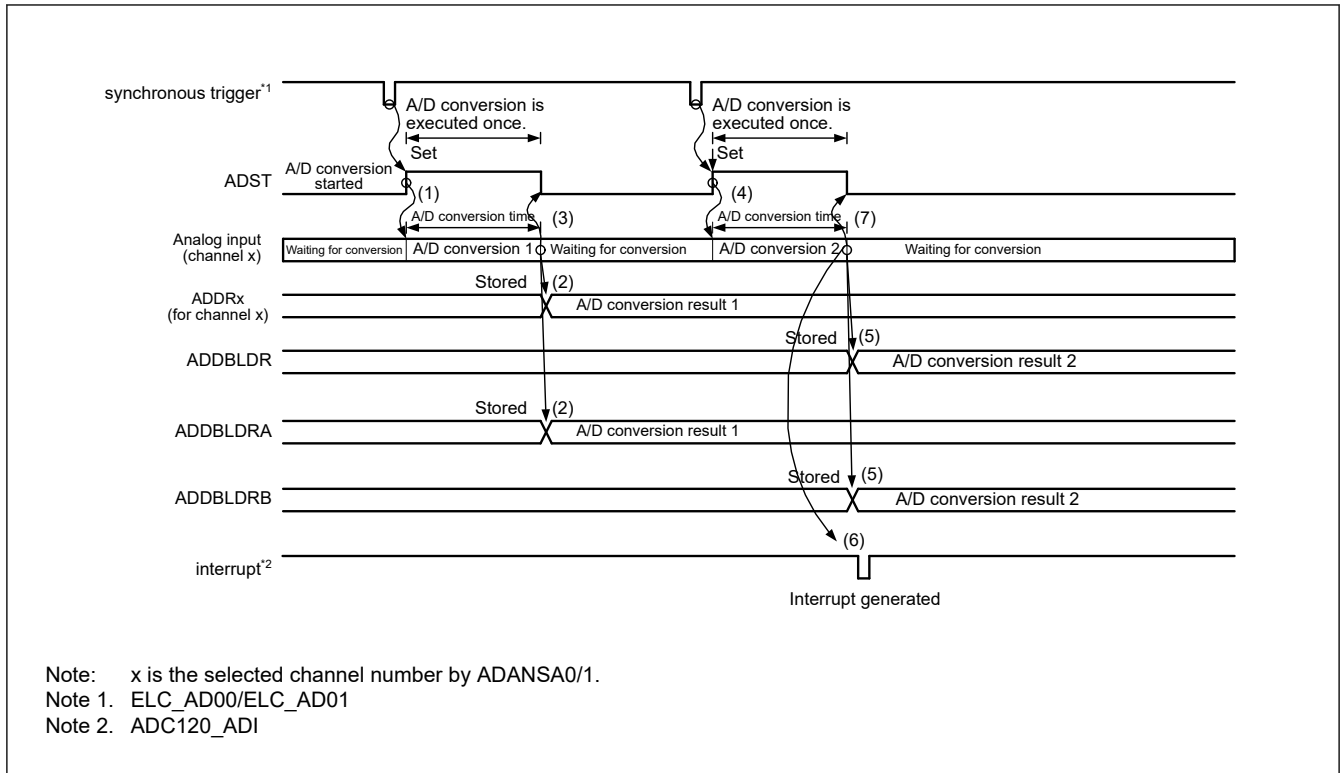 synchronous trigger*1
A/D conversion is
executed once.
A/D conversion is
executed once.
Set
Set
ADST
A/D conversion
started
(1)
(4)
A/D conversion time
(3)
A/D conversion time
(7)
Analog input
(channel x)
Waiting for conversion
A/D conversion 1
Waiting for conversion
A/D conversion 2
Waiting for conversion
Stored
(2)
ADDRx
(for channel x)
A/D conversion result 1
Stored
(5)
ADDBLDR
A/D conversion result 2
Stored
(2)
ADDBLDRA
A/D conversion result 1
Stored
(5)
ADDBLDRB
A/D conversion result 2
(6)
interrupt*2
Interrupt generated
Note: x is the selected channel number by ADANSA0/1.
Note 1. ELC_AD00/ELC_AD01
Note 2. ADC120_ADI